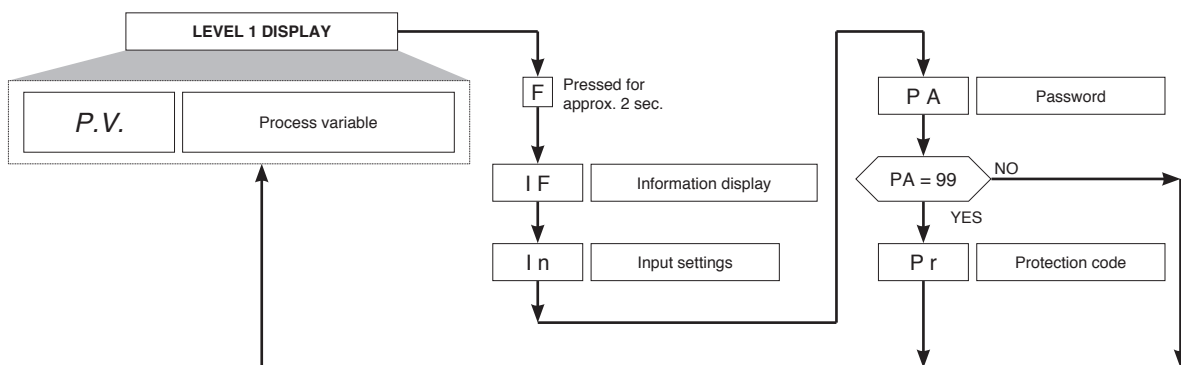 LEVEL 1 DISPLAY
P.V.
Process variable
F
Pressed for
approx. 2 sec.
I F
Information display
I n
Input settings
P A
Password
PA = 99
NO
YES
P r
Protection code